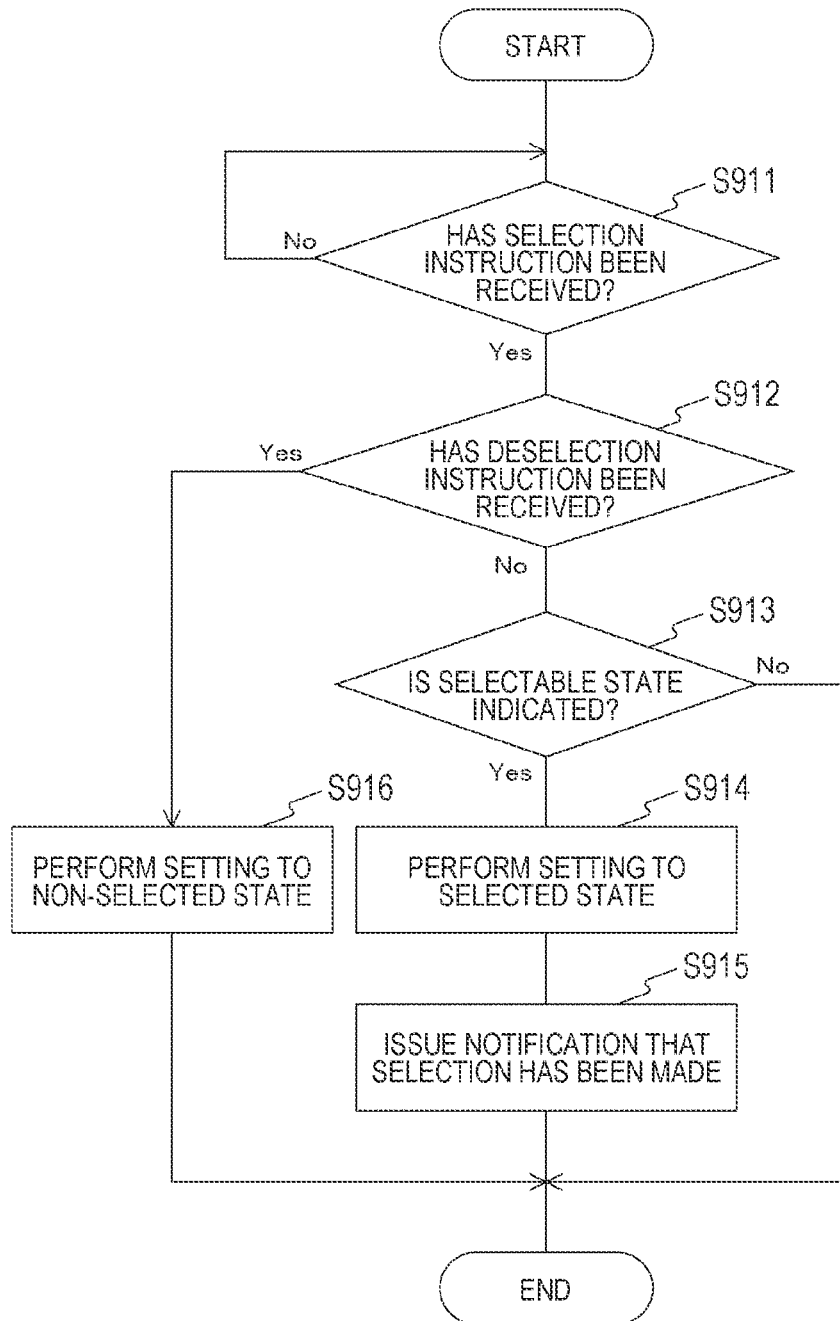 START
S911
No
HAS SELECTION
INSTRUCTION BEEN
RECEIVED?
Yes
S912
Yes
HAS DESELECTION
INSTRUCTION BEEN
RECEIVED?
No
S913
No
IS SELECTABLE STATE
INDICATED?
Yes
S916
S914
PERFORM SETTING TO
NON-SELECTED STATE
PERFORM SETTING TO
SELECTED STATE
S915
ISSUE NOTIFICATION THAT
SELECTION HAS BEEN MADE
END